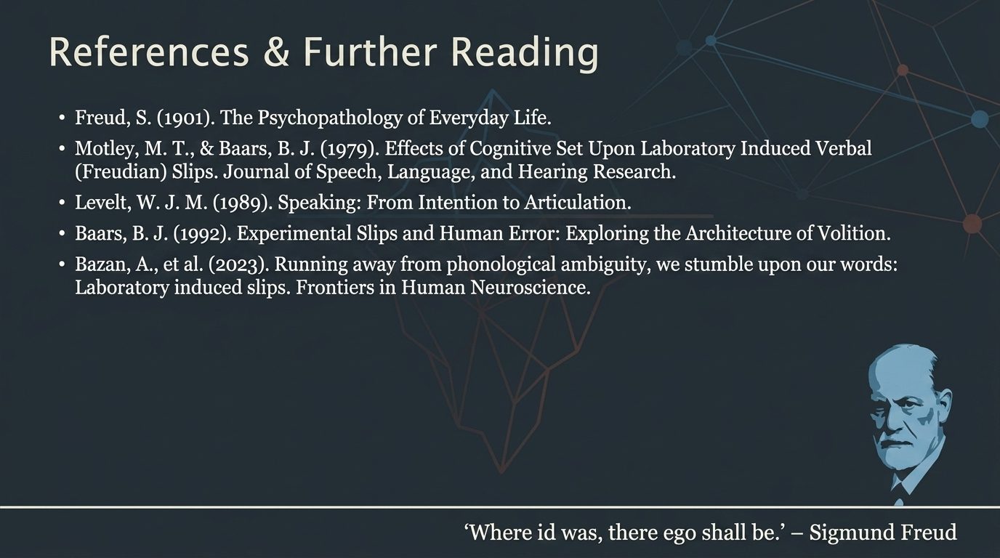 References & Further Reading
• Freud, S. (1901). The Psychopathology of Everyday Life.
• Motley, M. T., & Baars, B. J. (1979). Effects of Cognitive Set Upon Laboratory Induced Verbal
(Freudian) Slips. Journal of Speech, Language, and Hearing Research.
• Levelt, W. J. M. (1989). Speaking: From Intention to Articulation.
• Baars, B. J. (1992). Experimental Slips and Human Error: Exploring the Architecture of Volition.
• Bazan, A., et al. (2023). Running away from phonological ambiguity, we stumble upon our words:
Laboratory induced slips. Frontiers in Human Neuroscience.
‘Where id was, there ego shall be.’ – Sigmund Freud